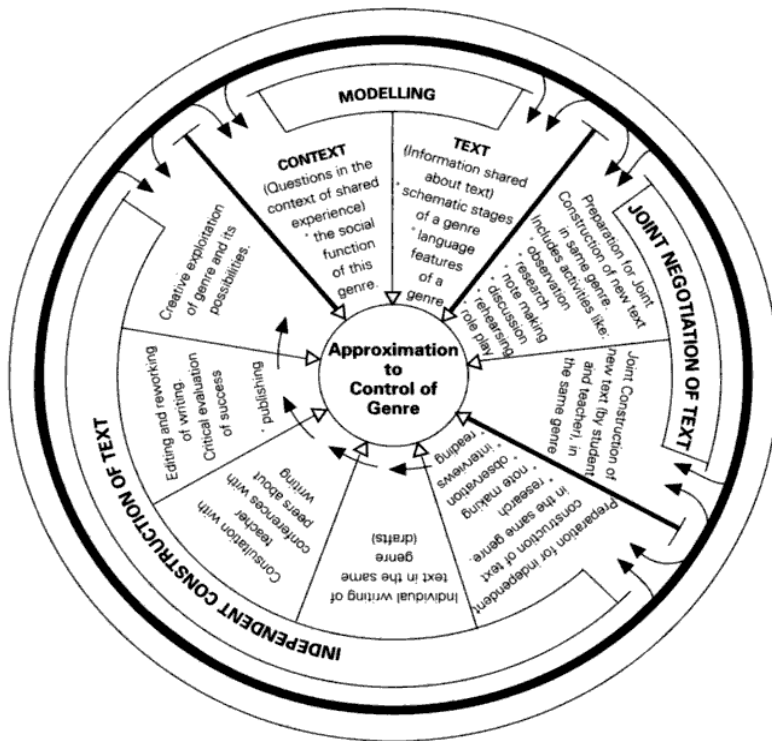 MODELLING
CONTEXT
(Questions in the
context of shared
experience)
* the social
function
of this
genre.
TEXT
(Information shared
about text)
* schematic stages
of a genre
* language
features
of a
genre
JOINT NEGOTIATION OF TEXT
Preparation for Joint
Construction of new text
in same genre.
Includes activities like:
* observation
* research
* note making
* discussion
* rehearsing
* role play
Joint Construction of
new text (by student
and teacher), in
the same genre
INDEPENDENT CONSTRUCTION OF TEXT
Preparation for independent
construction of text
in the same genre.
* research
* note making
* observation
* interviews
* reading
Individual writing of
text in the same
genre
(drafts)
Consultation with
teacher
conferences with
peers about
writing
Editing and reworking
of writing.
Critical evaluation
of success
* publishing
Creative exploitation
of genre and its
possibilities.
Approximation
to
Control of
Genre